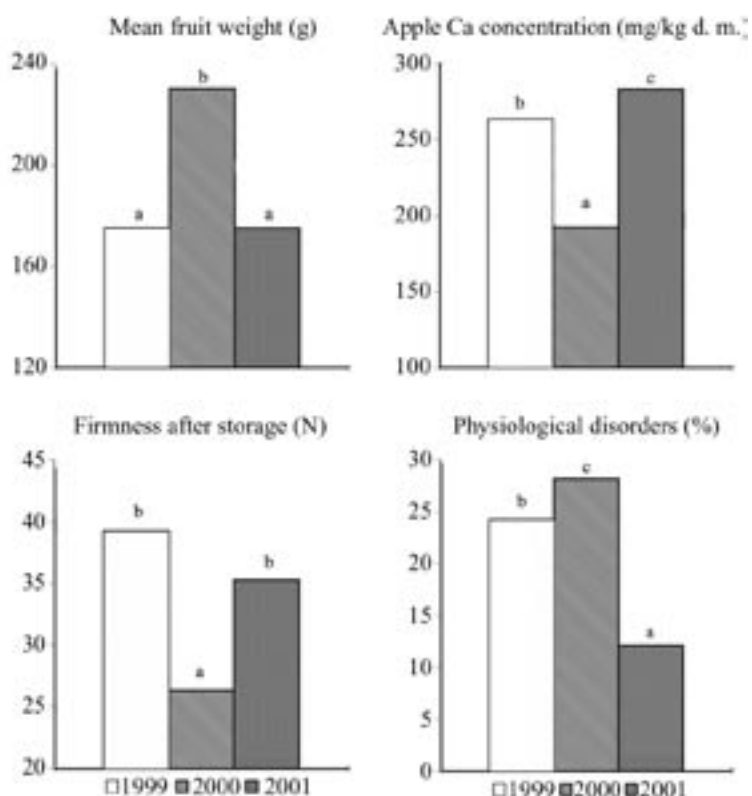 Mean fruit weight (g)
240
200
160
120
a
b
a
Apple Ca concentration (mg/kg d. m.)
300
250
200
150
100
b
a
c
Firmness after storage (N)
45
40
35
30
25
20
b
a
b
1999 2000 2001
Physiological disorders (%)
30
25
20
15
10
5
0
b
c
a
1999 2000 2001